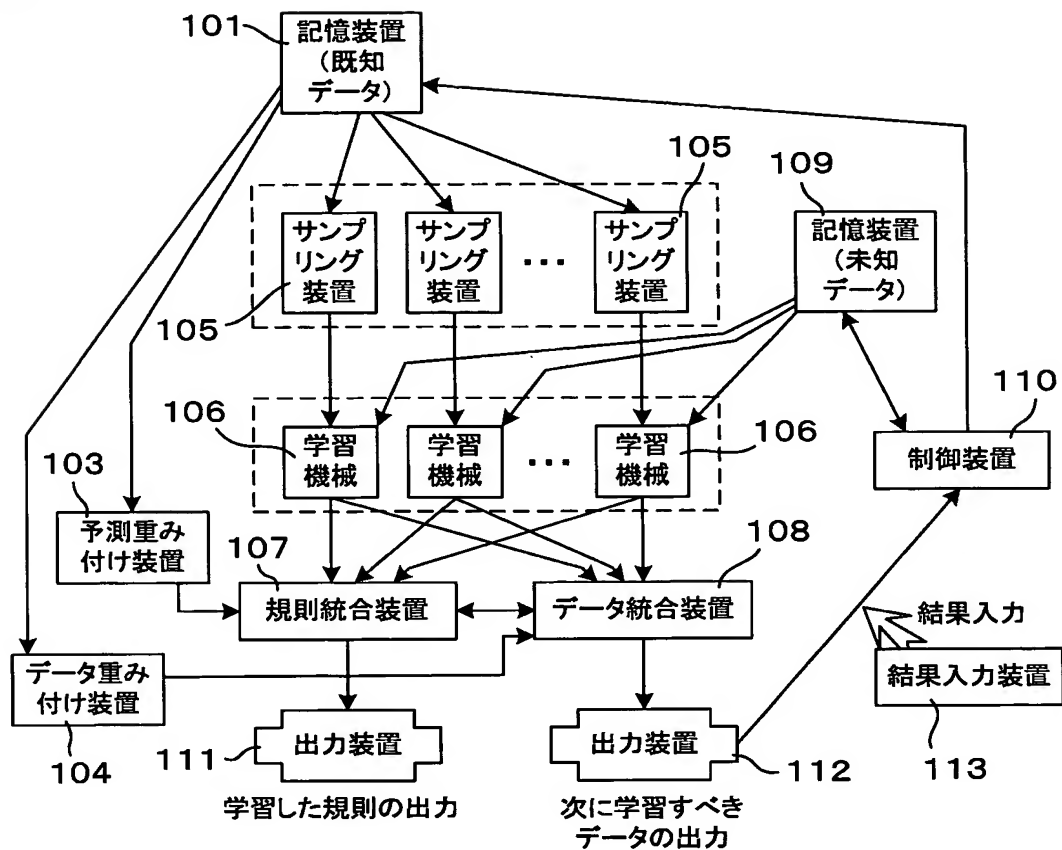 101
記憶装置
(既知
データ)
105
109
記憶装置
(未知
データ)
サンプ
リング
装置
サンプ
リング
装置
...
サンプ
リング
装置
105
110
制御装置
106
学習
機械
学習
機械
...
学習
機械
106
103
予測重み
付け装置
107
規則統合装置
108
データ統合装置
結果入力
結果入力装置
113
データ重み
付け装置
104
111
出力装置
出力装置
112
学習した規則の出力
次に学習すべき
データの出力